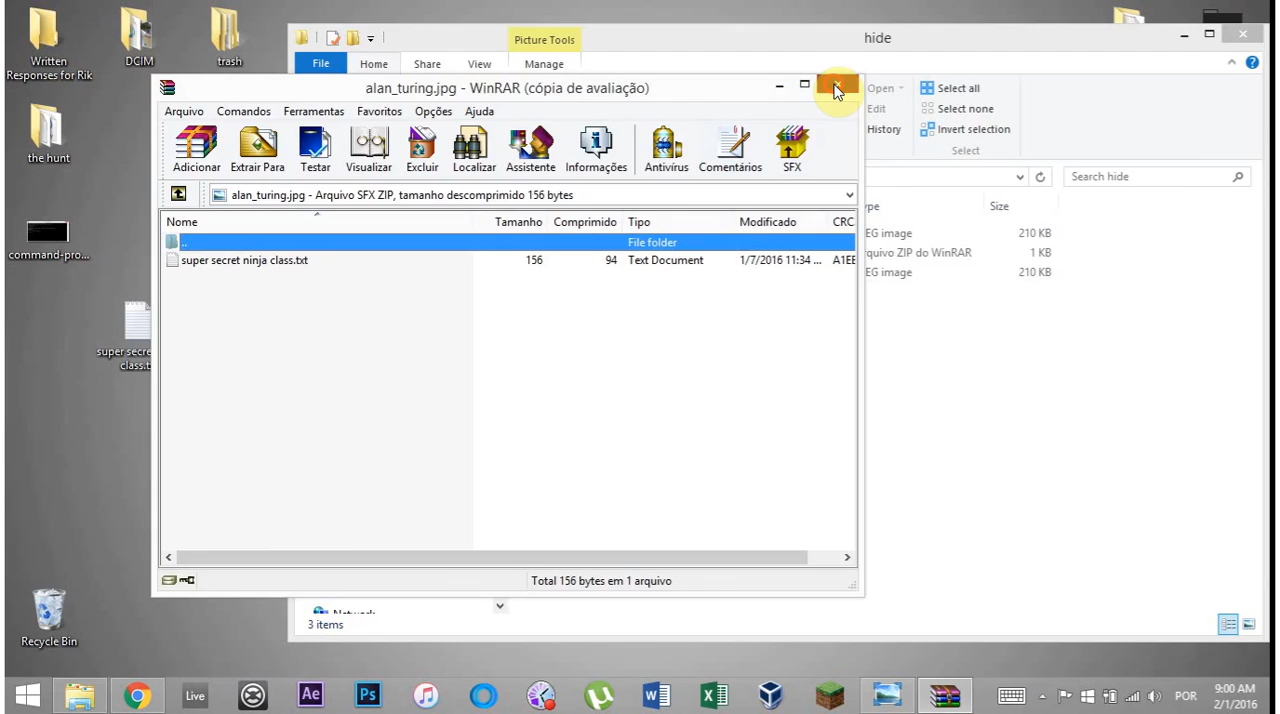 Written
Responses for Rik
DCIM
trash
the hunt
command-pro...
super secre
class.t
Recycle Bin
Picture Tools
hide
File
Home
Share
View
Manage
Open
Edit
History
Select all
Select none
Invert selection
Select
Search hide
ype
Size
EG image
210 KB
rquivo ZIP do WinRAR
1 KB
EG image
210 KB
alan_turing.jpg - WinRAR (cópia de avaliação)
Arquivo
Comandos
Ferramentas
Favoritos
Opções
Ajuda
Adicionar
Extrair Para
Testar
Visualizar
Excluir
Localizar
Assistente
Informações
Antivírus
Comentários
SFX
alan_turing.jpg - Arquivo SFX ZIP, tamanho descomprimido 156 bytes
Nome
Tamanho
Comprimido
Tipo
Modificado
CRC
..
File folder
super secret ninja class.txt
156
94
Text Document
1/7/2016 11:34 ...
A1EE
Total 156 bytes em 1 arquivo
Network
3 items
Live
Ae
Ps
POR
9:00 AM
2/1/2016